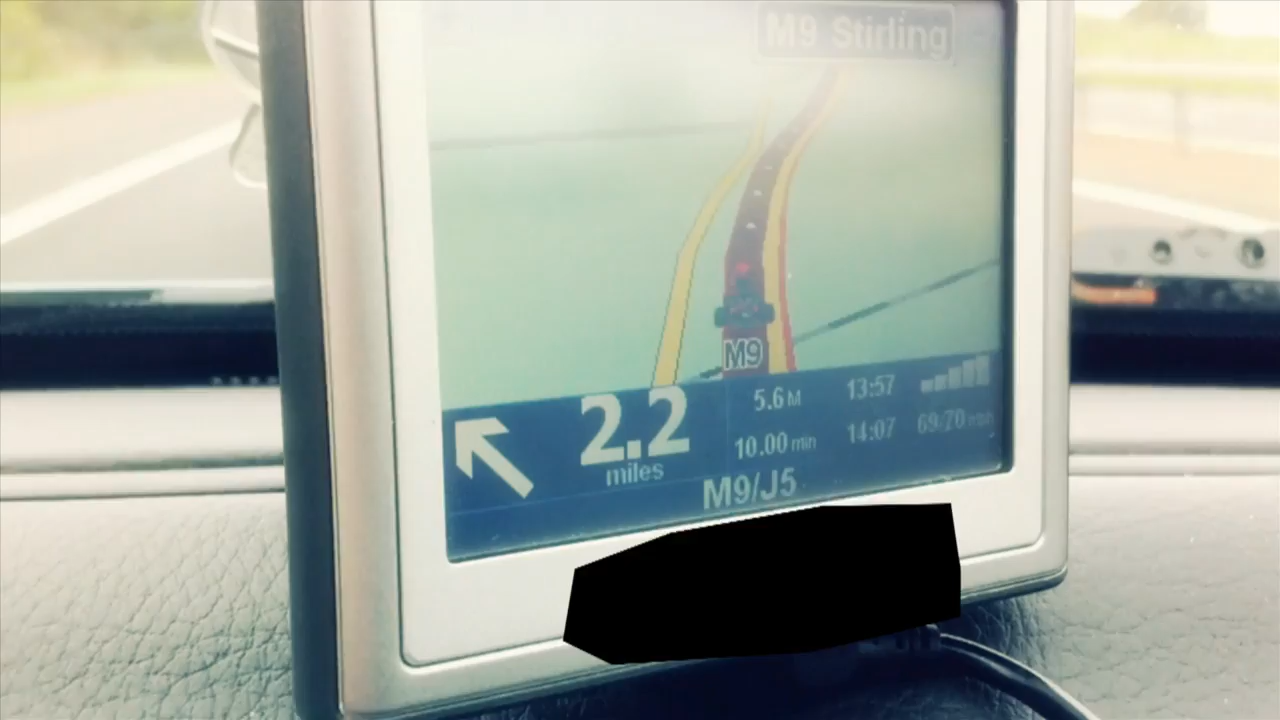 M9 Stirling
M9
2.2
miles
5.6 M
10.00 min
13:57
14:07
69/70 mph
M9/J5